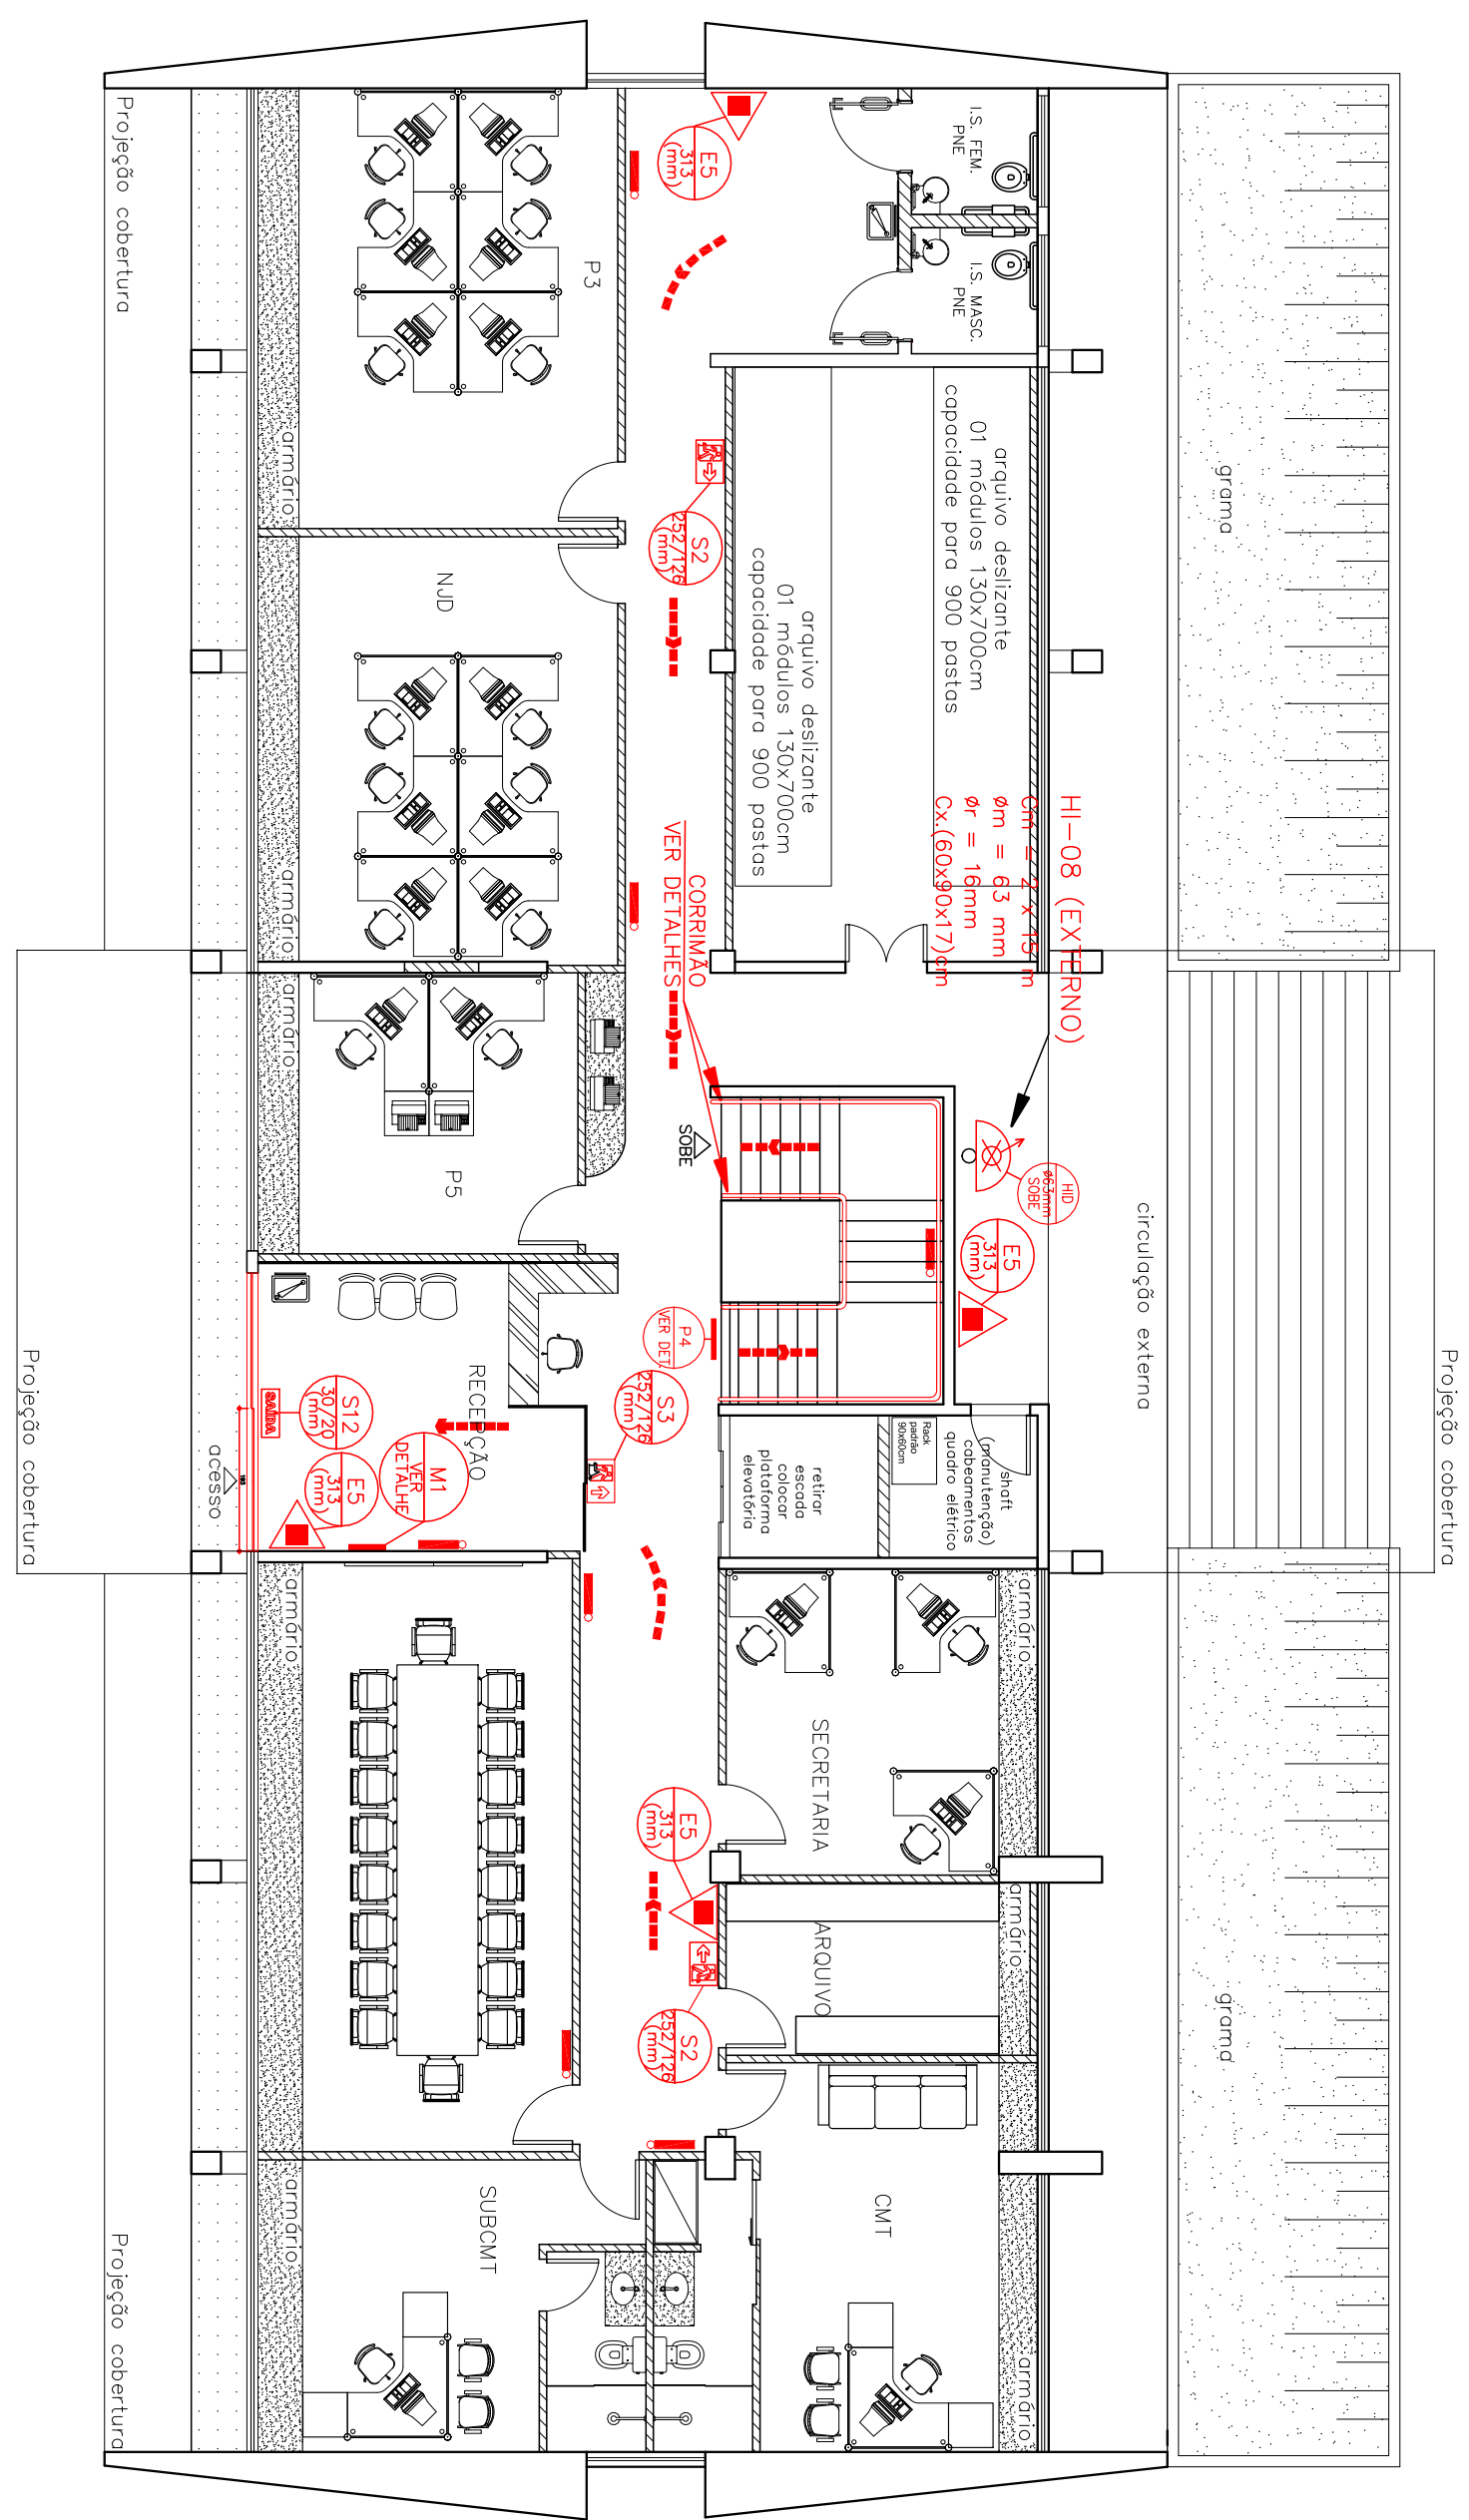 Projeção cobertura
grama
circulação externa
Projeção cobertura
grama
I.S. FEM.
PNE
I.S. MASC.
PNE
arquivo deslizante
01 módulos 130x700cm
capacidade para 900 pastas
arquivo deslizante
01 módulos 130x700cm
capacidade para 900 pastas
HI-08 (EXTERNO)
Cm = 2 x 15 m
øm = 63 mm
ør = 16mm
Cx.(60x90x17)cm
HID
ø63mm
SOBE
E5
313
(mm)
E5
313
(mm)
S2
252/126
(mm)
CORRIMÃO
VER DETALHES
SOBE
P4
VER DET.
S3
252/126
(mm)
shaft
(manutenção)
cabeamentos
quadro elétrico
Rack
padrão
90x60cm
retirar
escada
colocar
plataforma
elevatória
armário
SECRETARIA
armário
ARQUIVO
E5
313
(mm)
S2
252/126
(mm)
CMT
armário
armário
P3
armário
NJD
armário
armário
P5
RECEPÇÃO
M1
VER
DETALHE
S12
30/20
(mm)
E5
313
(mm)
SAÍDA
acesso
armário
armário
SUBCMT
armário
armário
Projeção cobertura
Projeção cobertura
Projeção cobertura